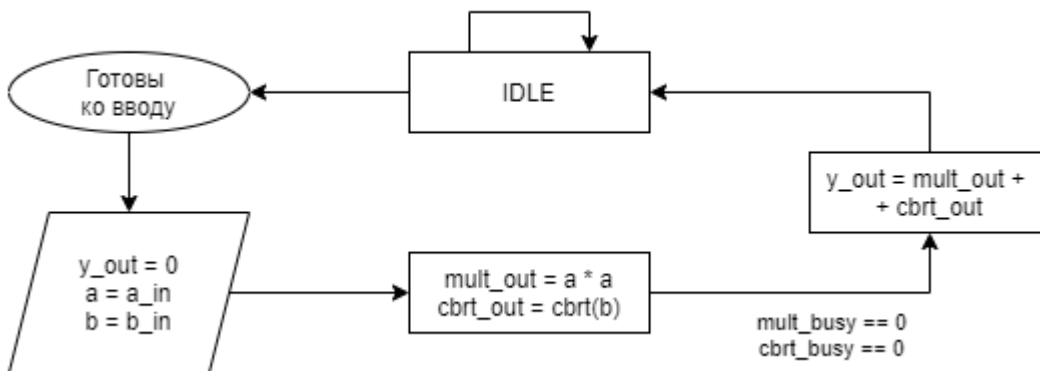 Готовы
ко вводу
IDLE
y_out = mult_out +
+ cbrt_out
y_out = 0
a = a_in
b = b_in
mult_out = a * a
cbrt_out = cbrt(b)
mult_busy == 0
cbrt_busy == 0